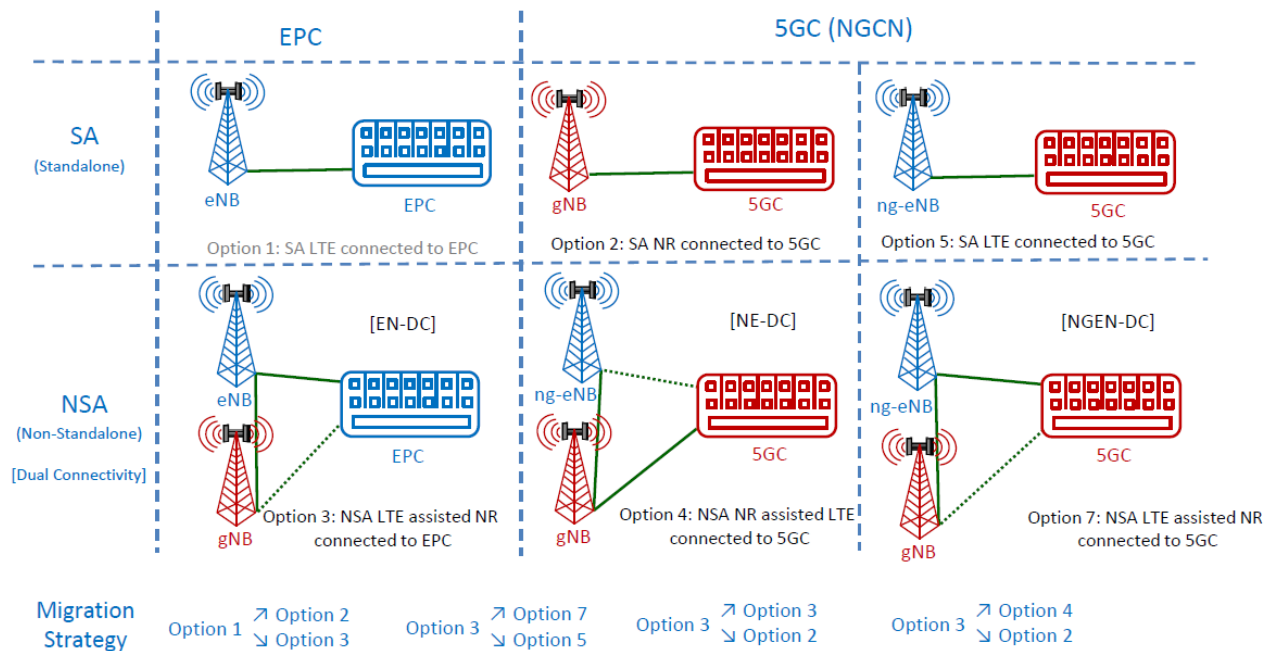 EPC
5GC (NGCN)
SA
(Standalone)
eNB
EPC
Option 1: SA LTE connected to EPC
gNB
5GC
Option 2: SA NR connected to 5GC
ng-eNB
5GC
Option 5: SA LTE connected to 5GC
NSA
(Non-Standalone)
[Dual Connectivity]
[EN-DC]
eNB
EPC
gNB
Option 3: NSA LTE assisted NR
connected to EPC
[NE-DC]
ng-eNB
5GC
gNB
Option 4: NSA NR assisted LTE
connected to 5GC
[NGEN-DC]
ng-eNB
5GC
gNB
Option 7: NSA LTE assisted NR
connected to 5GC
Migration
Strategy
Option 1
↗ Option 2
↘ Option 3
Option 3
↗ Option 7
↘ Option 5
Option 3
↗ Option 3
↘ Option 2
Option 3
↗ Option 4
↘ Option 2